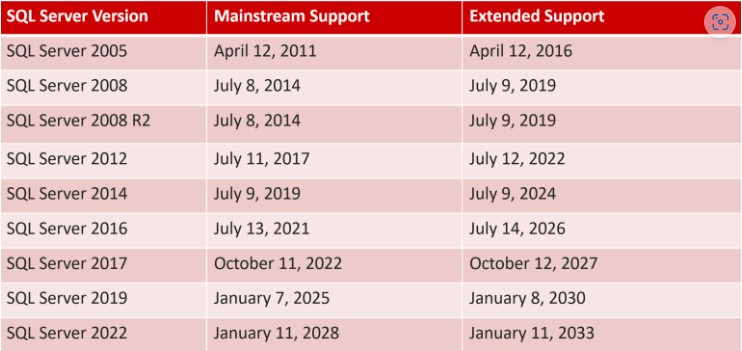 SQL Server Version Mainstream Support Extended Support
SQL Server 2005 April 12, 2011 April 12, 2016
SQL Server 2008 July 8, 2014 July 9, 2019
SQL Server 2008 R2 July 8, 2014 July 9, 2019
SQL Server 2012 July 11, 2017 July 12, 2022
SQL Server 2014 July 9, 2019 July 9, 2024
SQL Server 2016 July 13, 2021 July 14, 2026
SQL Server 2017 October 11, 2022 October 12, 2027
SQL Server 2019 January 7, 2025 January 8, 2030
SQL Server 2022 January 11, 2028 January 11, 2033